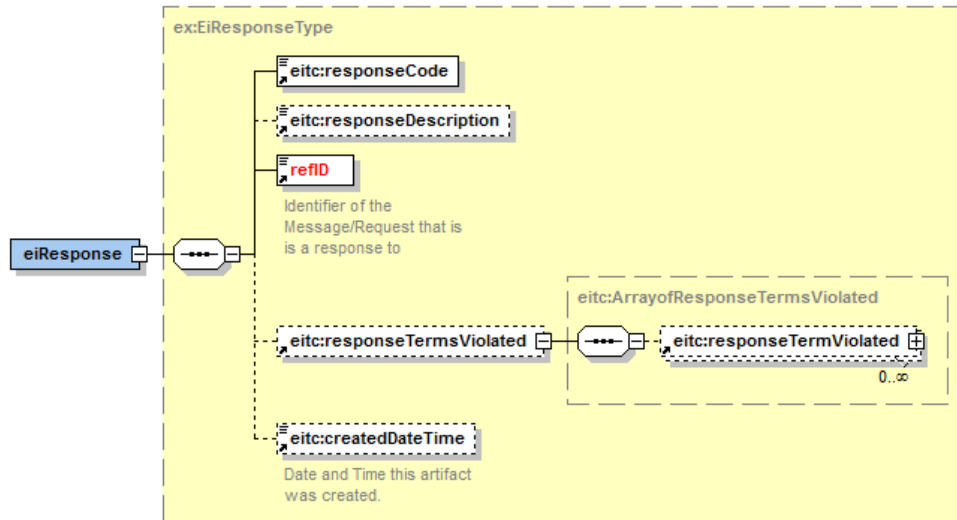 ex:EiResponseType
eitc:responseCode
eitc:responseDescription
refID
Identifier of the
Message/Request that is
is a response to
eiResponse
eitc:ArrayofResponseTermsViolated
eitc:responseTermsViolated
eitc:responseTermViolated
0..∞
eitc:createdDateTime
Date and Time this artifact
was created.